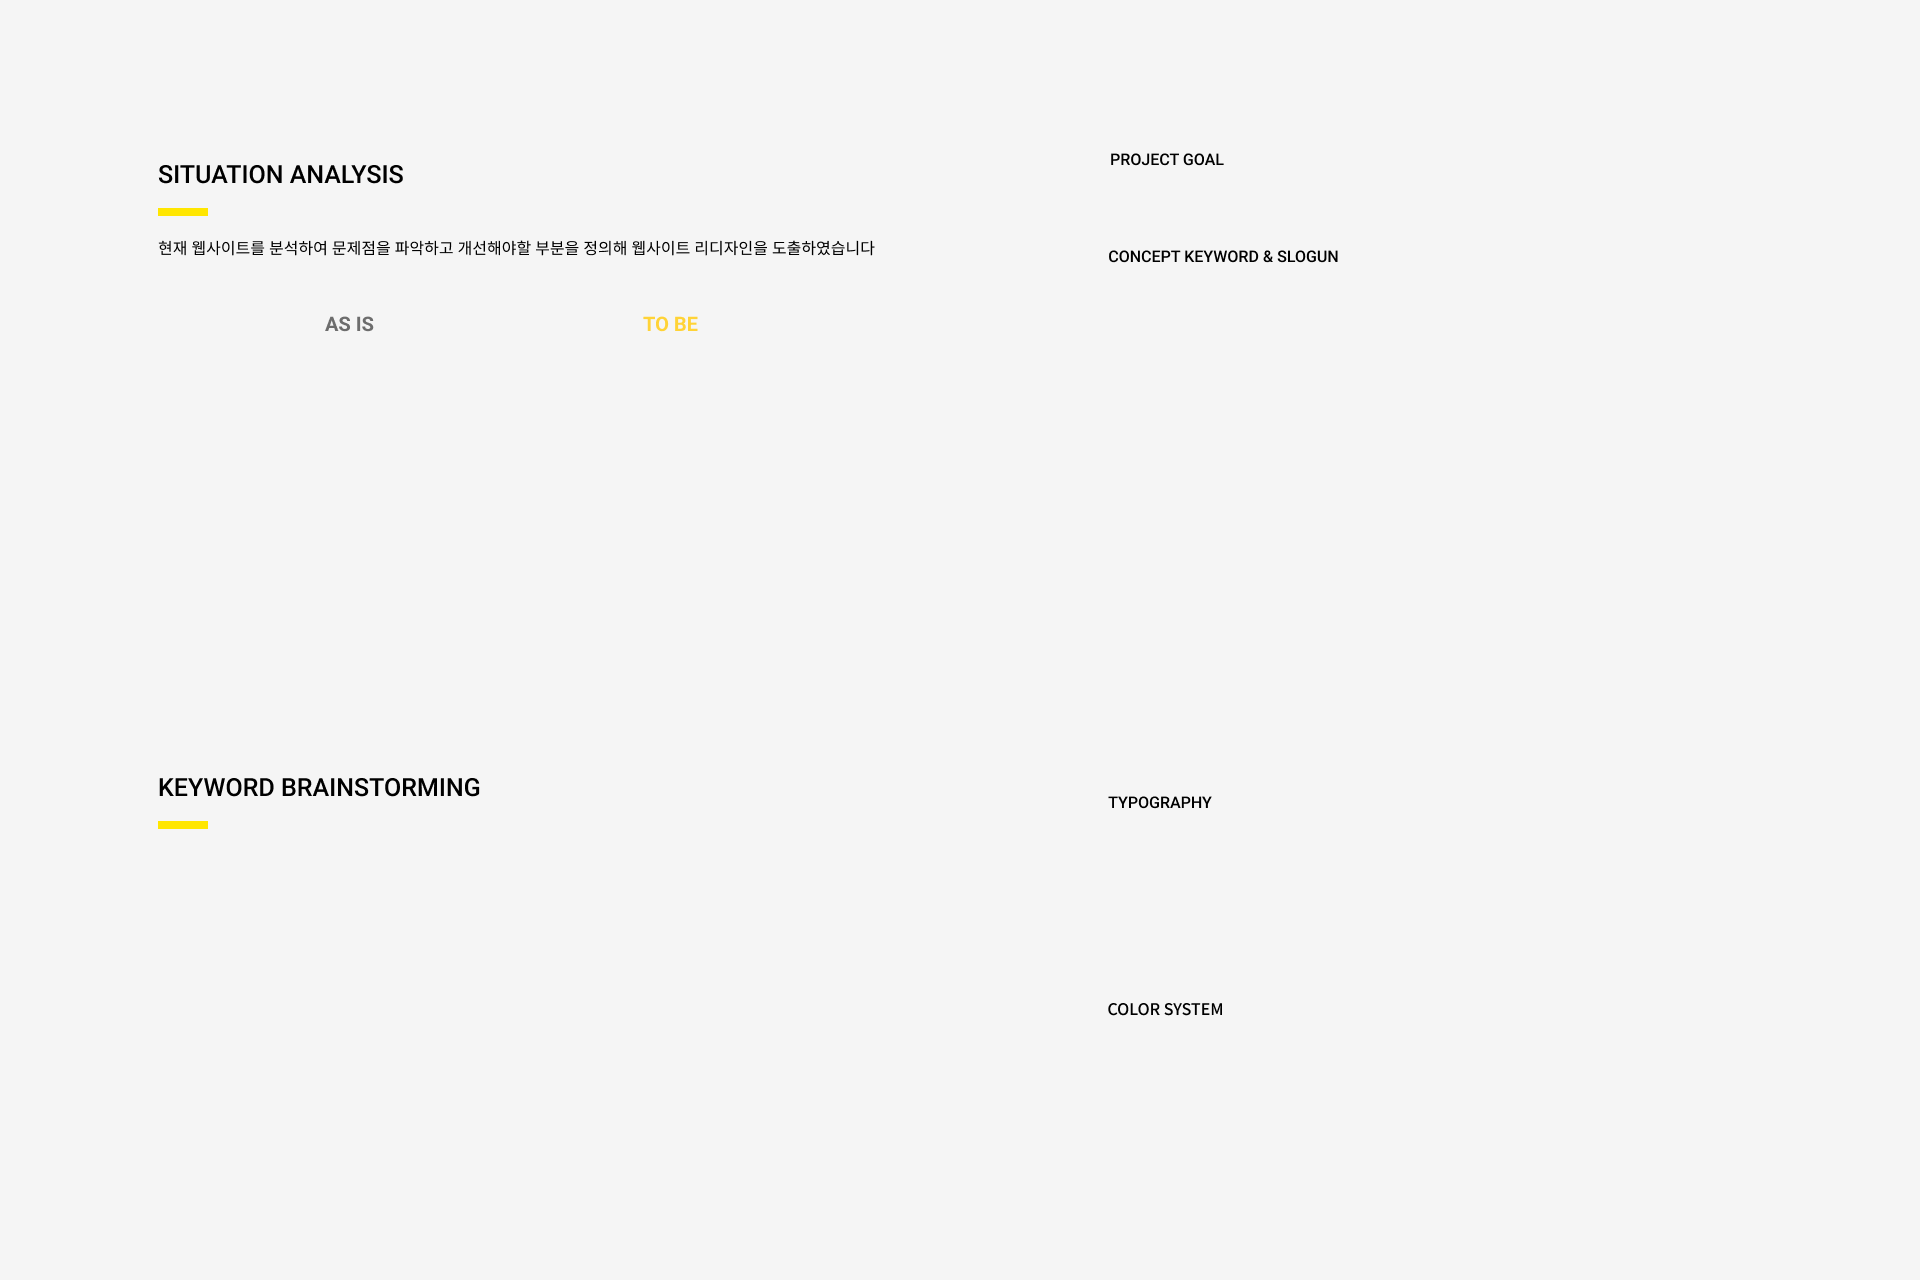 SITUATION ANALYSIS
현재 웹사이트를 분석하여 문제점을 파악하고 개선해야할 부분을 정의해 웹사이트 리디자인을 도출하였습니다
AS IS
TO BE
KEYWORD BRAINSTORMING
PROJECT GOAL
CONCEPT KEYWORD & SLOGUN
TYPOGRAPHY
COLOR SYSTEM